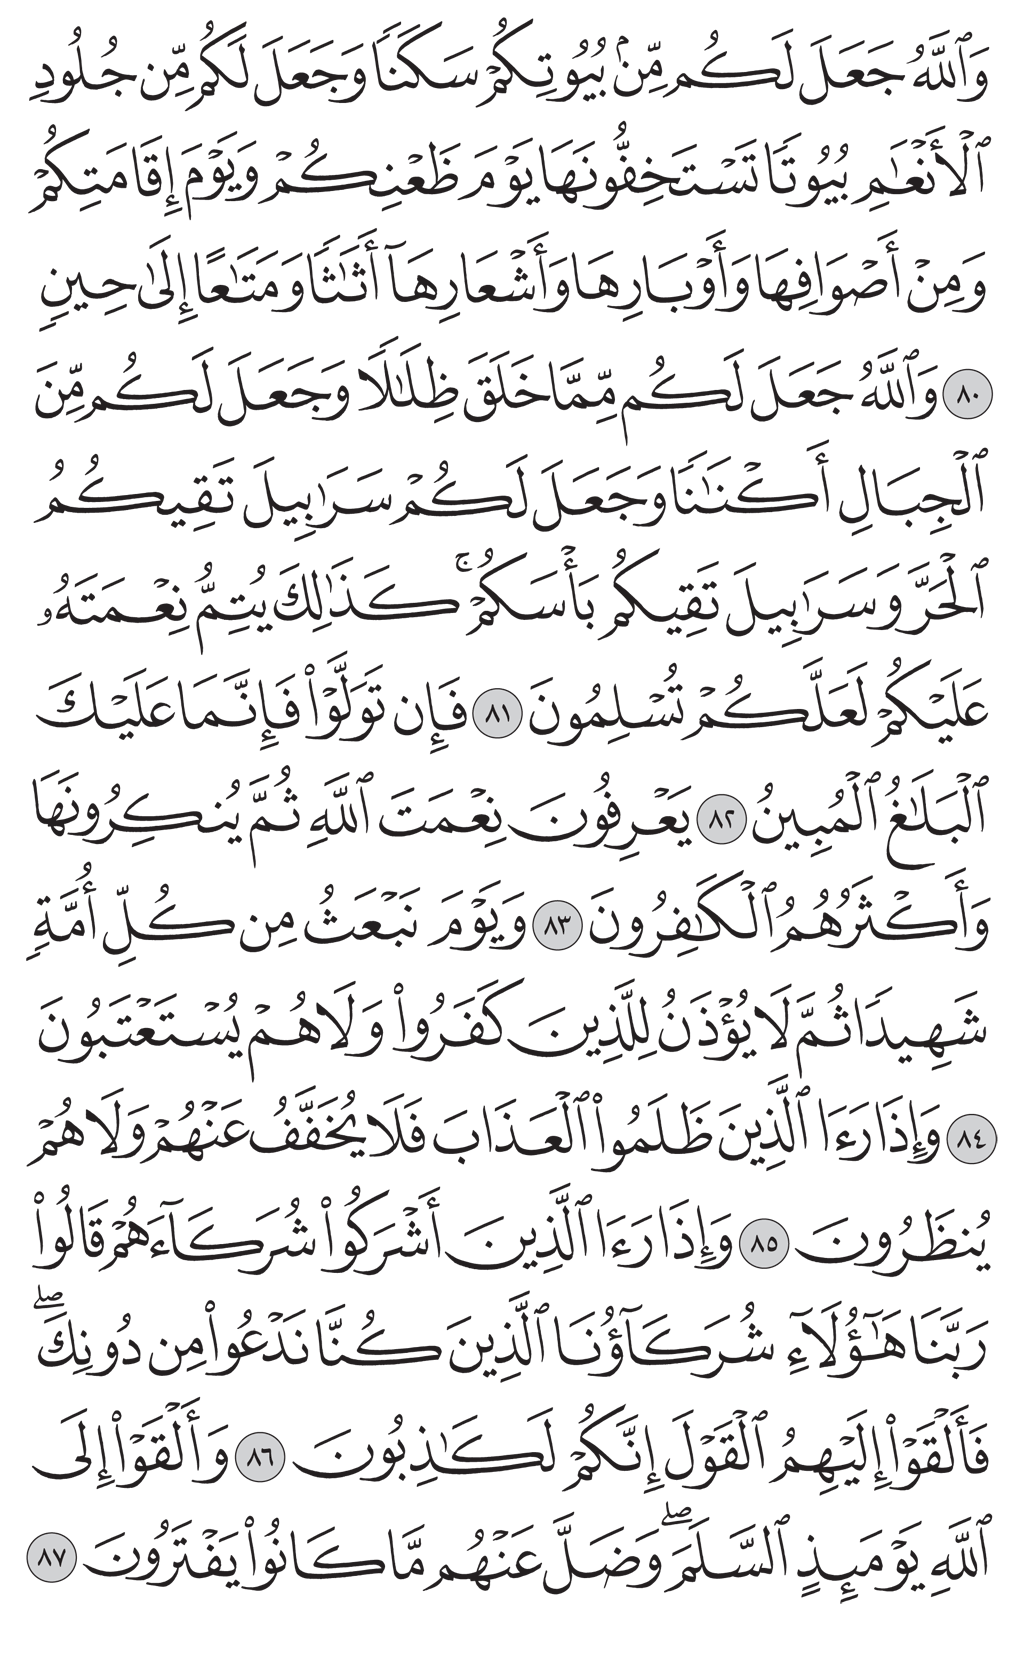 وَٱللَّهُ جَعَلَ لَكُم مِّنۢ بُيُوتِكُمۡ سَكَنٗا وَجَعَلَ لَكُم مِّن جُلُودِ
ٱلۡأَنۡعَٰمِ بُيُوتٗا تَسۡتَخِفُّونَهَا يَوۡمَ ظَعۡنِكُمۡ وَيَوۡمَ إِقَامَتِكُمۡ
وَمِنۡ أَصۡوَافِهَا وَأَوۡبَارِهَا وَأَشۡعَارِهَآ أَثَٰثٗا وَمَتَٰعًا إِلَىٰ حِينٖ
٨٠ وَٱللَّهُ جَعَلَ لَكُم مِّمَّا خَلَقَ ظِلَٰلٗا وَجَعَلَ لَكُم مِّنَ
ٱلۡجِبَالِ أَكۡنَٰنٗا وَجَعَلَ لَكُمۡ سَرَٰبِيلَ تَقِيكُمُ
ٱلۡحَرَّ وَسَرَٰبِيلَ تَقِيكُم بَأۡسَكُمۡۚ كَذَٰلِكَ يُتِمُّ نِعۡمَتَهُۥ
عَلَيۡكُمۡ لَعَلَّكُمۡ تُسۡلِمُونَ ٨١ فَإِن تَوَلَّوۡاْ فَإِنَّمَا عَلَيۡكَ
ٱلۡبَلَٰغُ ٱلۡمُبِينُ ٨٢ يَعۡرِفُونَ نِعۡمَتَ ٱللَّهِ ثُمَّ يُنكِرُونَهَا
وَأَكۡثَرُهُمُ ٱلۡكَٰفِرُونَ ٨٣ وَيَوۡمَ نَبۡعَثُ مِن كُلِّ أُمَّةٖ
شَهِيدٗا ثُمَّ لَا يُؤۡذَنُ لِلَّذِينَ كَفَرُواْ وَلَا هُمۡ يُسۡتَعۡتَبُونَ
٨٤ وَإِذَا رَءَا ٱلَّذِينَ ظَلَمُواْ ٱلۡعَذَابَ فَلَا يُخَفَّفُ عَنۡهُمۡ وَلَا هُمۡ
يُنظَرُونَ ٨٥ وَإِذَا رَءَا ٱلَّذِينَ أَشۡرَكُواْ شُرَكَآءَهُمۡ قَالُواْ
رَبَّنَا هَٰٓؤُلَآءِ شُرَكَآؤُنَا ٱلَّذِينَ كُنَّا نَدۡعُواْ مِن دُونِكَۖ
فَأَلۡقَوۡاْ إِلَيۡهِمُ ٱلۡقَوۡلَ إِنَّكُمۡ لَكَٰذِبُونَ ٨٦ وَأَلۡقَوۡاْ إِلَى
ٱللَّهِ يَوۡمَئِذٍ ٱلسَّلَمَۖ وَضَلَّ عَنۡهُم مَّا كَانُواْ يَفۡتَرُونَ ٨٧